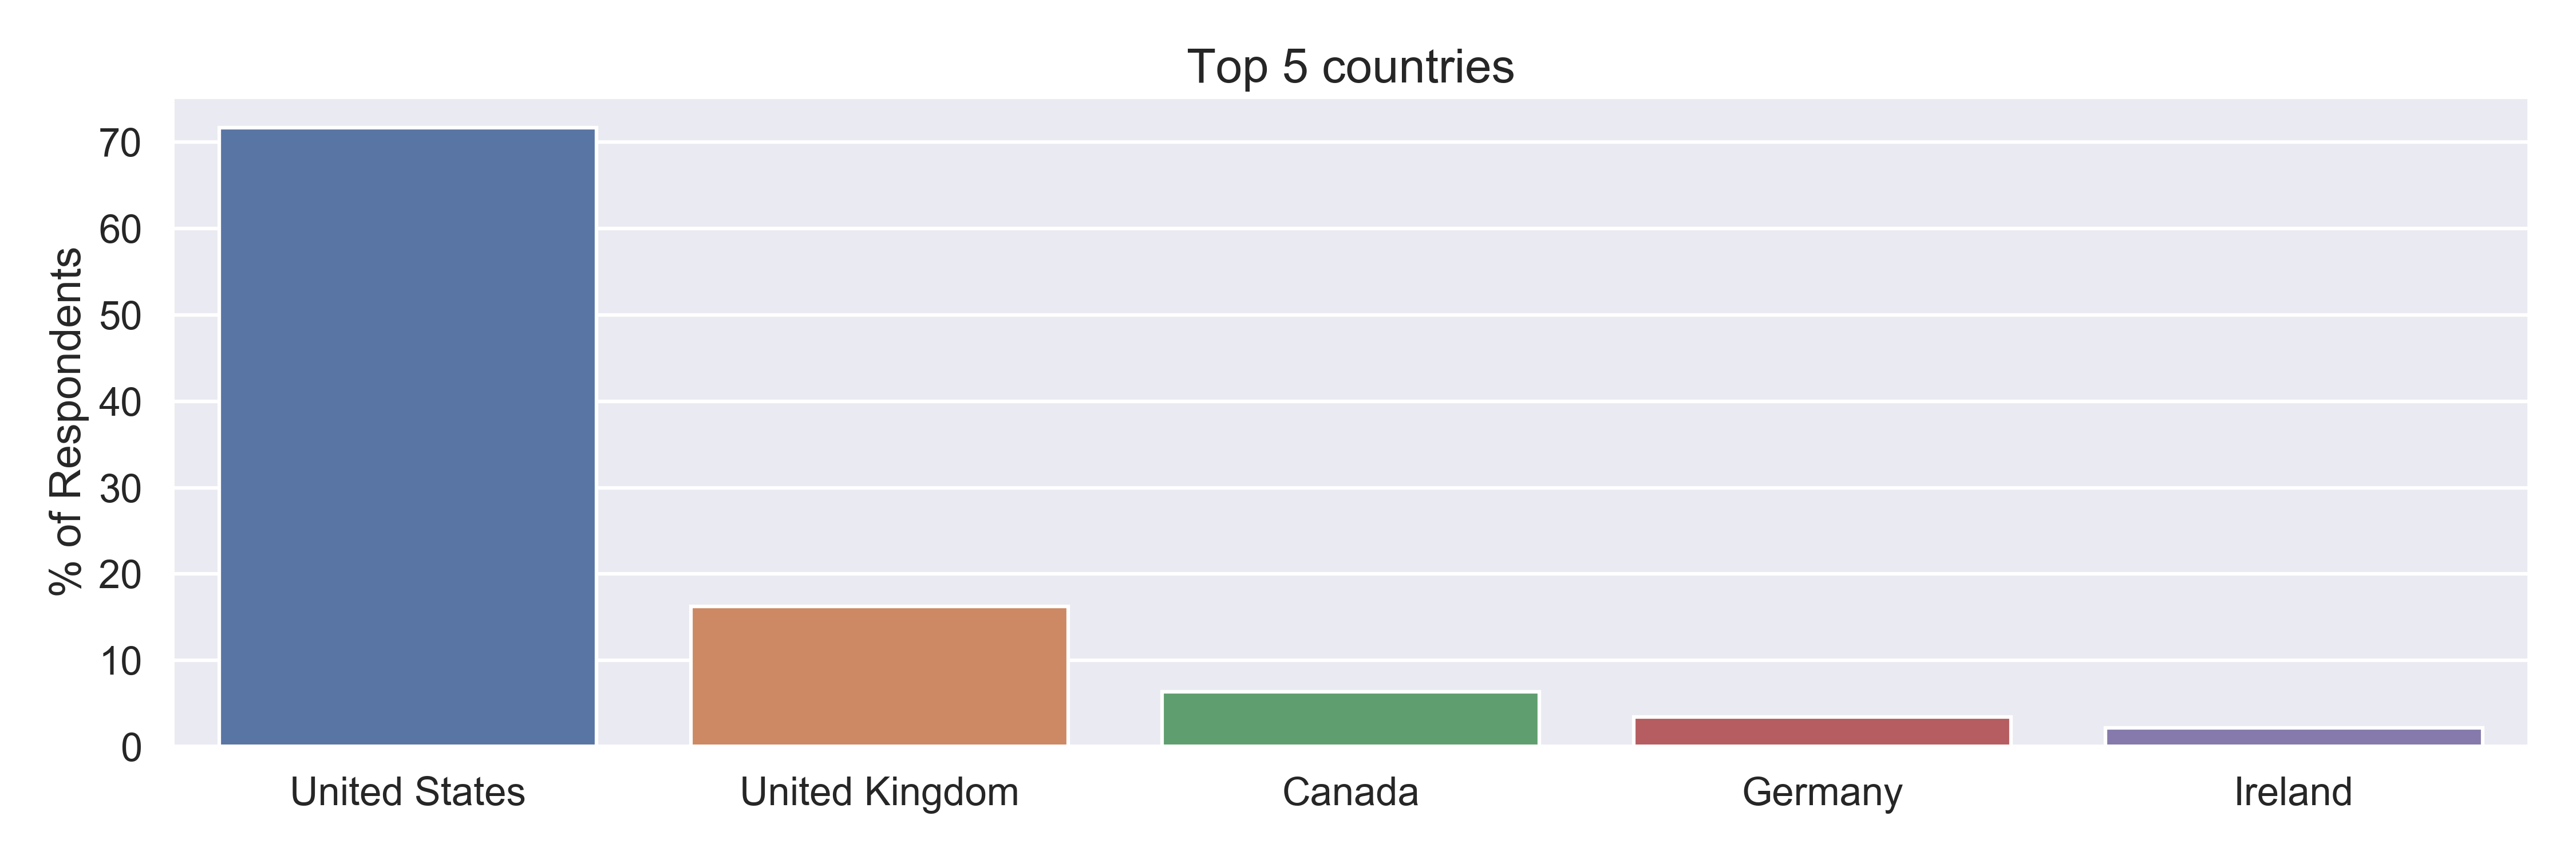 Top 5 countries
% of Respondents
70
60
50
40
30
20
10
0
United States United Kingdom Canada Germany Ireland